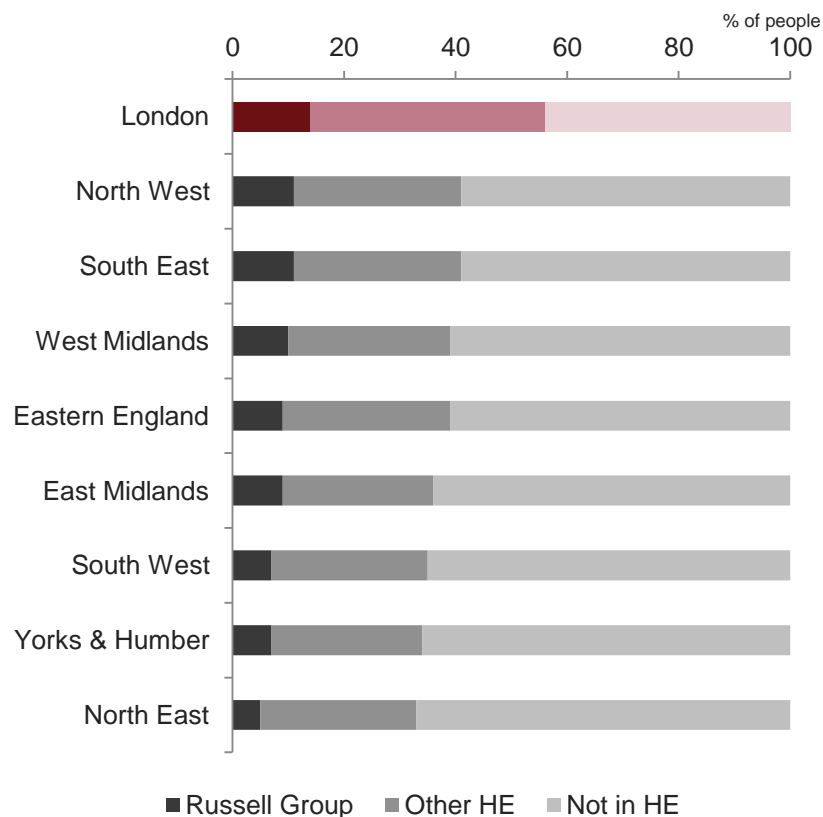 % of people
0 20 40 60 80 100
London
North West
South East
West Midlands
Eastern England
East Midlands
South West
Yorks & Humber
North East
Russell Group Other HE Not in HE